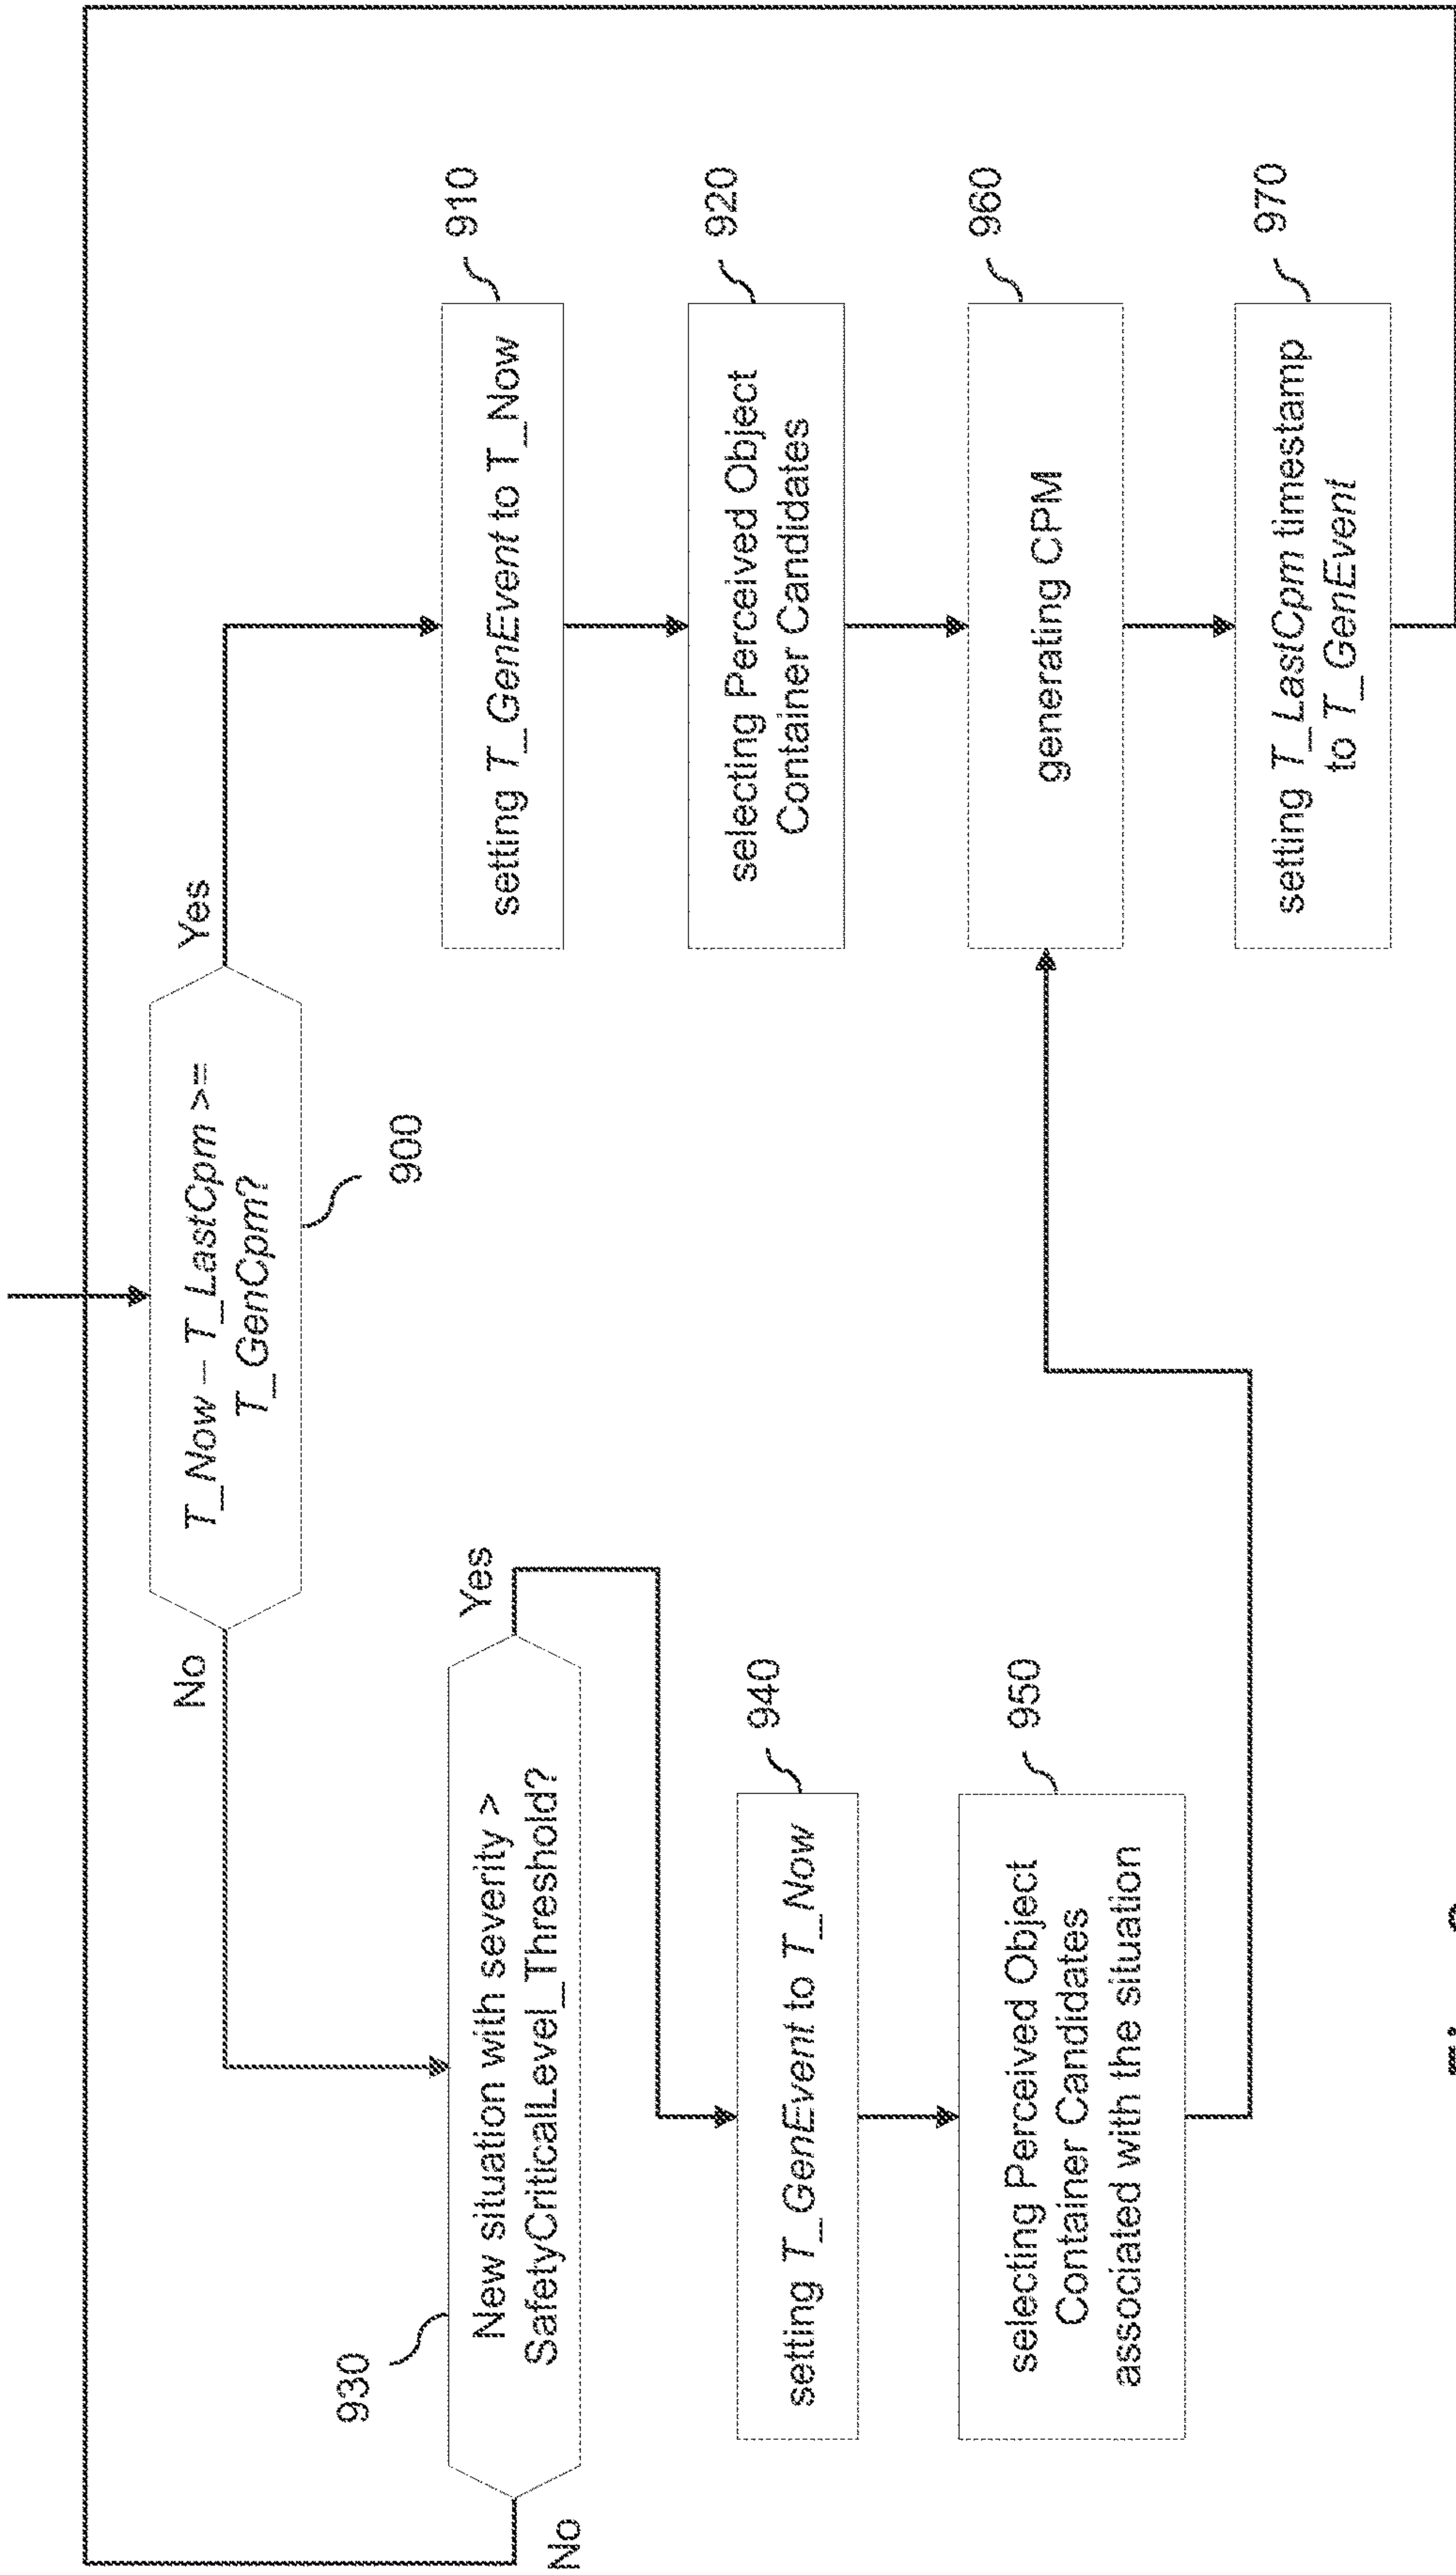 T_Now – T_LastCpm >=
T_GenCpm?
900
No
Yes
930
New situation with severity >
SafetyCriticalLevel_Threshold?
No
Yes
setting T_GenEvent to T_Now
910
selecting Perceived Object
Container Candidates
920
setting T_GenEvent to T_Now
940
selecting Perceived Object
Container Candidates
associated with the situation
950
generating CPM
960
setting T_LastCpm timestamp
to T_GenEvent
970